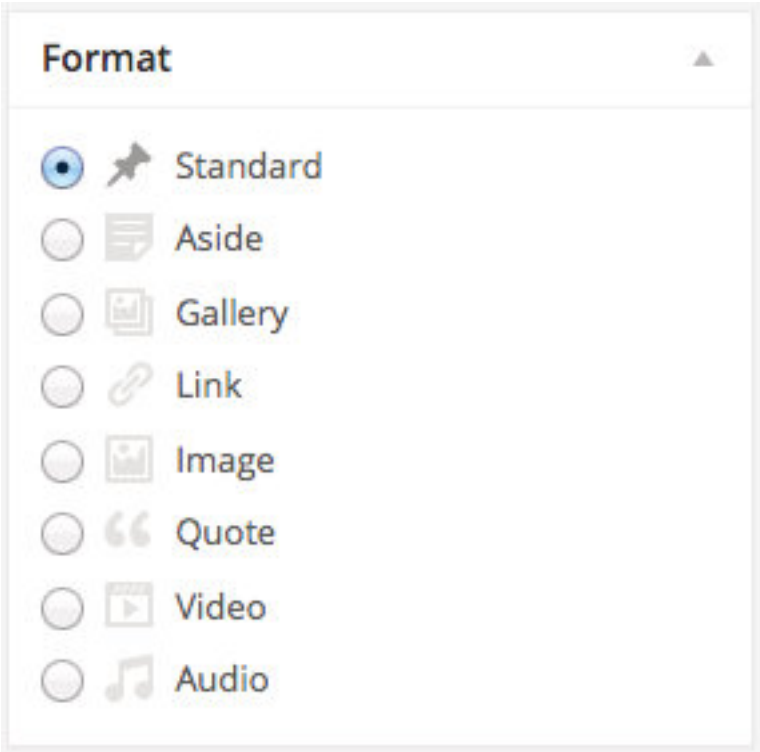 Format
Standard
Aside
Gallery
Link
Image
Quote
Video
Audio